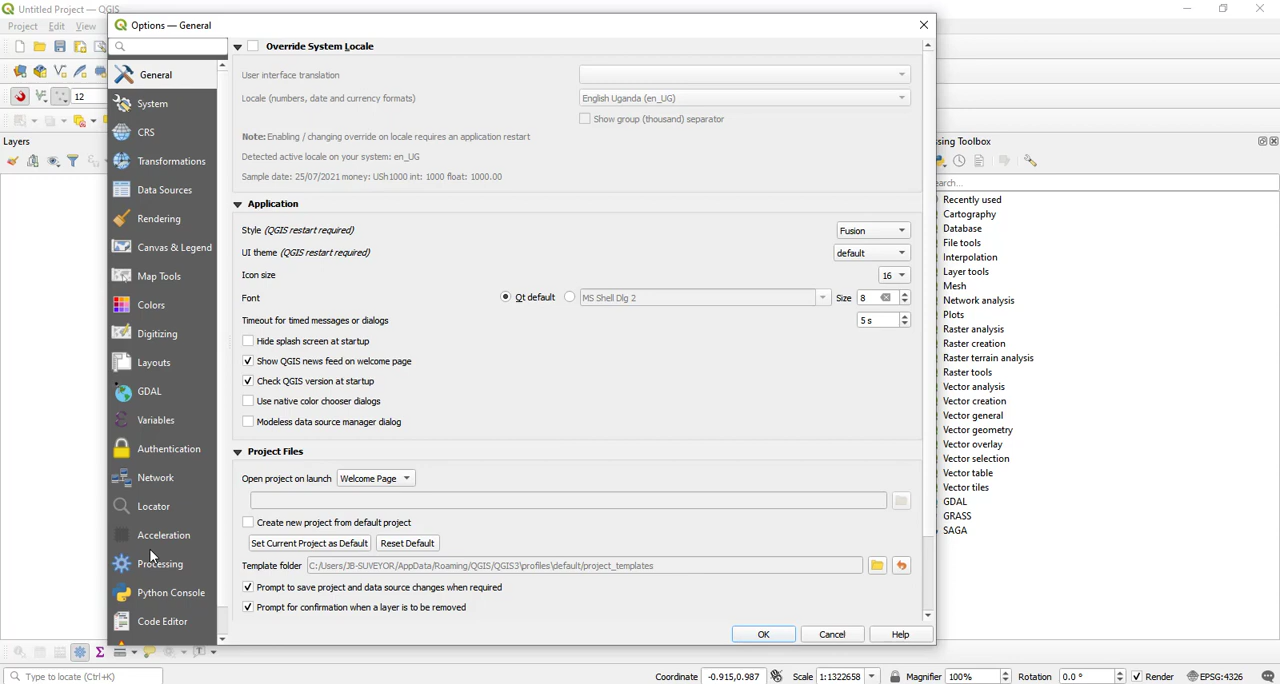 Untitled Project — QGIS
Project Edit View
Options — General
12
Layers
General
System
CRS
Transformations
Data Sources
Rendering
Canvas & Legend
Map Tools
Colors
Digitizing
Layouts
GDAL
Variables
Authentication
Network
Locator
Acceleration
Processing
Python Console
Code Editor
Override System Locale
User interface translation
Locale (numbers, date and currency formats) English Uganda (en_UG)
Show group (thousand) separator
Note: Enabling / changing override on locale requires an application restart
Detected active locale on your system: en_UG
Sample date: 25/07/2021 money: USh1000 int: 1000 float: 1000.00
Application
Style (QGIS restart required) Fusion
UI theme (QGIS restart required) default
Icon size 16
Font Qt default MS Shell Dlg 2 Size 8
Timeout for timed messages or dialogs 5 s
Hide splash screen at startup
Show QGIS news feed on welcome page
Check QGIS version at startup
Use native color chooser dialogs
Modeless data source manager dialog
Project Files
Open project on launch Welcome Page
Create new project from default project
Set Current Project as Default Reset Default
Template folder C:/Users/JB-SUVEYOR/AppData/Roaming/QGIS/QGIS3\profiles\default/project_templates
Prompt to save project and data source changes when required
Prompt for confirmation when a layer is to be removed
OK Cancel Help
sing Toolbox
earch...
Recently used
Cartography
Database
File tools
Interpolation
Layer tools
Mesh
Network analysis
Plots
Raster analysis
Raster creation
Raster terrain analysis
Raster tools
Vector analysis
Vector creation
Vector general
Vector geometry
Vector overlay
Vector selection
Vector table
Vector tiles
GDAL
GRASS
SAGA
Type to locate (Ctrl+K) Coordinate -0.915,0.987 Scale 1:1322658 Magnifier 100% Rotation 0.0 ° Render EPSG:4326